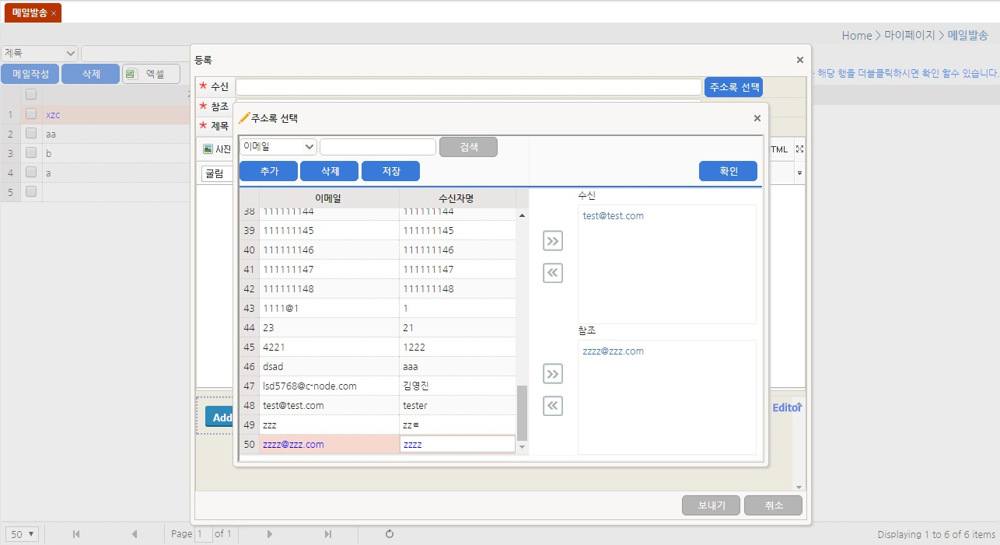 메일발송 ×
Home > 마이페이지 > 메일발송
제목
메일작성 삭제 엑셀
해당 행을 더블클릭하시면 확인 할수 있습니다.
1 xzc
2 aa
3 b
4 a
5
등록 ×
* 수신 주소록 선택
* 참조
* 제목
사진 TML
굴림
주소록 선택 ×
이메일 검색
추가 삭제 저장 확인
이메일 수신자명
38 111111144 111111144
39 111111145 111111145
40 111111146 111111146
41 111111147 111111147
42 111111148 111111148
43 1111@1 1
44 23 21
45 4221 1222
46 dsad aaa
47 lsd5768@c-node.com 김영진
48 test@test.com tester
49 zzz zzㅌ
50 zzzz@zzz.com zzzz
수신
test@test.com
참조
zzzz@zzz.com
Add
Editor
보내기 취소
50 Page 1 of 1 Displaying 1 to 6 of 6 items